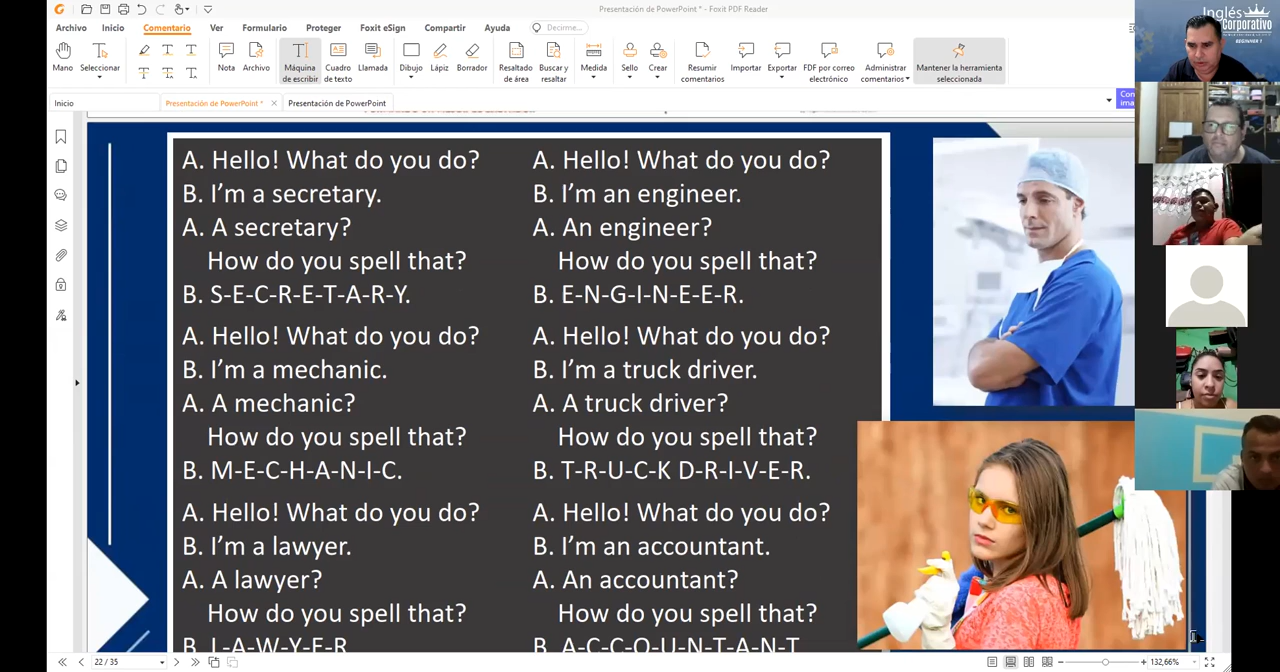 Presentación de PowerPoint * - Foxit PDF Reader
Archivo Inicio Comentario Ver Formulario Proteger Foxit eSign Compartir Ayuda Decirme...
Mano Seleccionar Nota Archivo Máquina de escribir Cuadro de texto Llamada Dibujo Lápiz Borrador Resaltado de área Buscar y resaltar Medida Sello Crear Resumir comentarios Importar Exportar PDF por correo electrónico Administrar comentarios Mantener la herramienta seleccionada
Inicio Presentación de PowerPoint * Presentación de PowerPoint
A. Hello! What do you do?
B. I'm a secretary.
A. A secretary?
How do you spell that?
B. S-E-C-R-E-T-A-R-Y.
A. Hello! What do you do?
B. I'm a mechanic.
A. A mechanic?
How do you spell that?
B. M-E-C-H-A-N-I-C.
A. Hello! What do you do?
B. I'm a lawyer.
A. A lawyer?
How do you spell that?
B. L-A-W-Y-E-R
A. Hello! What do you do?
B. I'm an engineer.
A. An engineer?
How do you spell that?
B. E-N-G-I-N-E-E-R.
A. Hello! What do you do?
B. I'm a truck driver.
A. A truck driver?
How do you spell that?
B. T-R-U-C-K D-R-I-V-E-R.
A. Hello! What do you do?
B. I'm an accountant.
A. An accountant?
How do you spell that?
B. A-C-C-O-U-N-T-A-N-T
Inglés
Corporativo
BEGINNER 1
22 / 35
132,66%